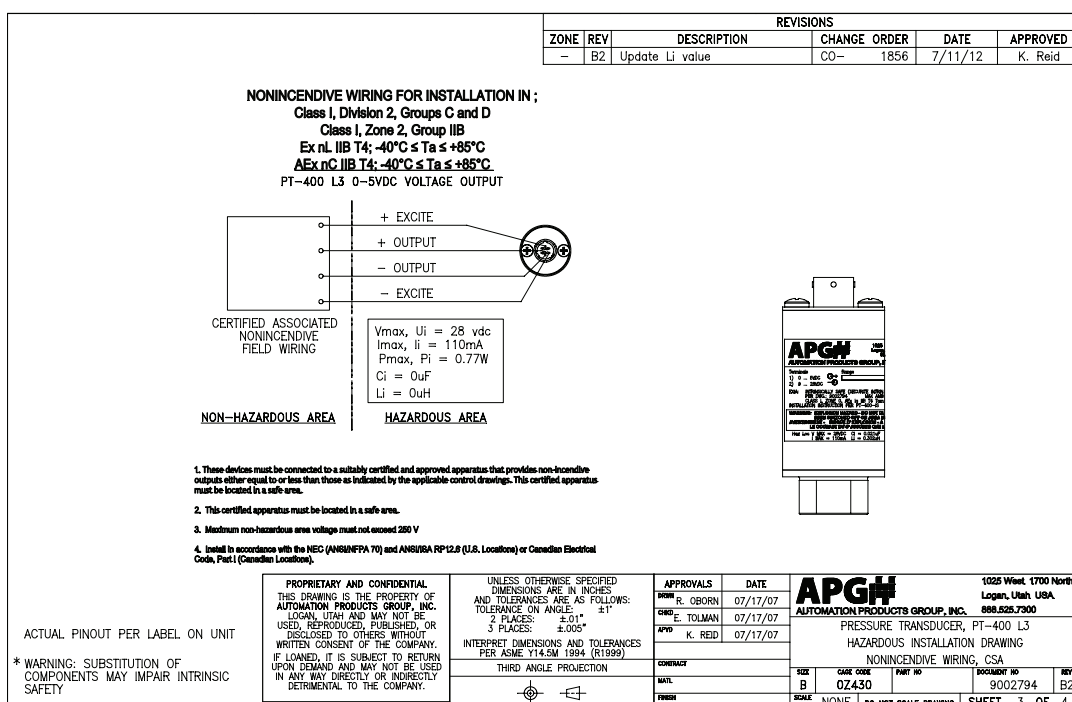 REVISIONS
ZONE REV DESCRIPTION CHANGE ORDER DATE APPROVED
– B2 Update Li value CO– 1856 7/11/12 K. Reid
NONINCENDIVE WIRING FOR INSTALLATION IN ;
Class I, Division 2, Groups C and D
Class I, Zone 2, Group IIB
Ex nL IIB T4; -40°C ≤ Ta ≤ +85°C
AEx nC IIB T4; -40°C ≤ Ta ≤ +85°C
PT-400 L3 0-5VDC VOLTAGE OUTPUT
+ EXCITE
+ OUTPUT
– OUTPUT
– EXCITE
CERTIFIED ASSOCIATED
NONINCENDIVE
FIELD WIRING
Vmax, Ui = 28 vdc
Imax, Ii = 110mA
Pmax, Pi = 0.77W
Ci = 0uF
Li = 0uH
NON-HAZARDOUS AREA
HAZARDOUS AREA
APG
AUTOMATION PRODUCTS GROUP,
1. These devices must be connected to a suitably certified and approved apparatus that provides non-incendive
outputs either equal to or less than those as indicated by the applicable control drawings. This certified apparatus
must be located in a safe area.
2. This certified apparatus must be located in a safe area.
3. Maximum non-hazardous area voltage must not exceed 250 V
4. Install in accordance with the NEC (ANSI/NFPA 70) and ANSI/ISA RP12.6 (U.S. Locations) or Canadian Electrical
Code, Part I (Canadian Locations).
ACTUAL PINOUT PER LABEL ON UNIT
* WARNING: SUBSTITUTION OF
COMPONENTS MAY IMPAIR INTRINSIC
SAFETY
PROPRIETARY AND CONFIDENTIAL
THIS DRAWING IS THE PROPERTY OF
AUTOMATION PRODUCTS GROUP, INC.
LOGAN, UTAH AND MAY NOT BE
USED, REPRODUCED, PUBLISHED, OR
DISCLOSED TO OTHERS WITHOUT
WRITTEN CONSENT OF THE COMPANY.
IF LOANED, IT IS SUBJECT TO RETURN
UPON DEMAND AND MAY NOT BE USED
IN ANY WAY DIRECTLY OR INDIRECTLY
DETRIMENTAL TO THE COMPANY.
UNLESS OTHERWISE SPECIFIED
DIMENSIONS ARE IN INCHES
AND TOLERANCES ARE AS FOLLOWS:
TOLERANCE ON ANGLE: ±1°
2 PLACES: ±.01"
3 PLACES: ±.005"
INTERPRET DIMENSIONS AND TOLERANCES
PER ASME Y14.5M 1994 (R1999)
THIRD ANGLE PROJECTION
APPROVALS DATE
DRWN R. OBORN 07/17/07
CHKD E. TOLMAN 07/17/07
APVD K. REID 07/17/07
CONTRACT
MATL
FINISH
APG
AUTOMATION PRODUCTS GROUP, INC.
1025 West 1700 North
Logan, Utah USA
888.525.7300
PRESSURE TRANSDUCER, PT-400 L3
HAZARDOUS INSTALLATION DRAWING
NONINCENDIVE WIRING, CSA
SIZE CAGE CODE PART NO DOCUMENT NO REV
B 0Z430 9002794 B2
SCALE NONE DO NOT SCALE DRAWING SHEET 3 OF 4